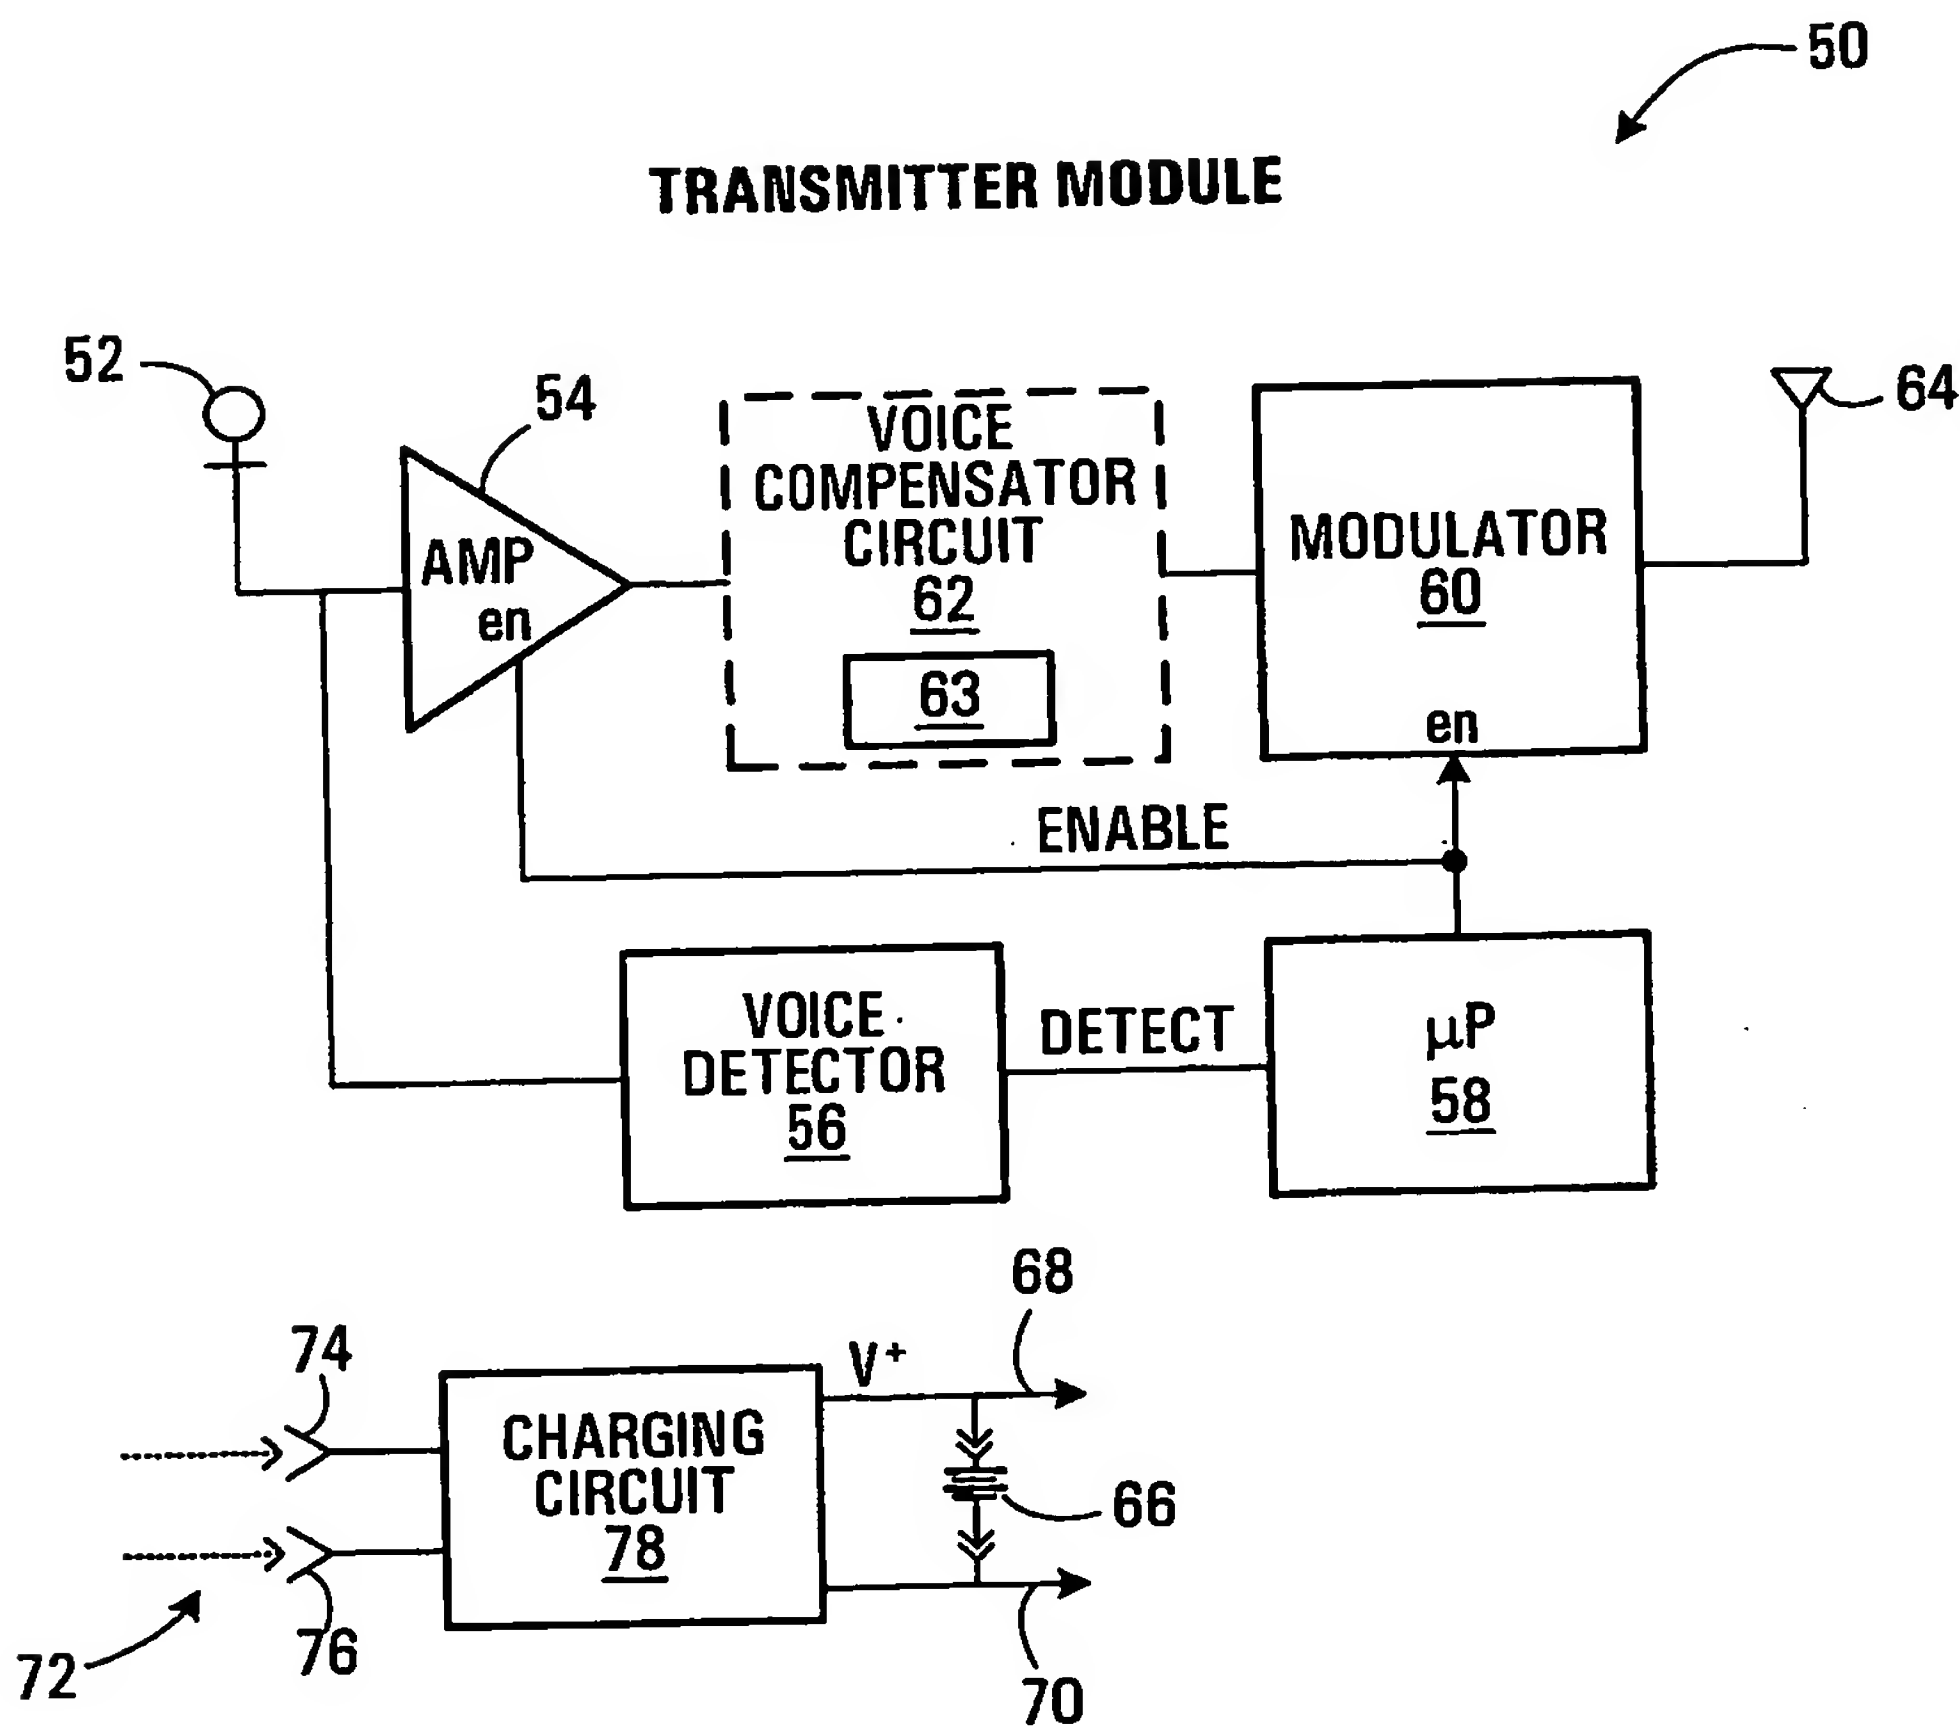 50
TRANSMITTER MODULE
52
54
64
VOICE
COMPENSATOR
CIRCUIT
62
63
AMP
en
MODULATOR
60
en
ENABLE
VOICE
DETECTOR
56
DETECT
µP
58
68
74
V+
CHARGING
CIRCUIT
78
66
72
76
70